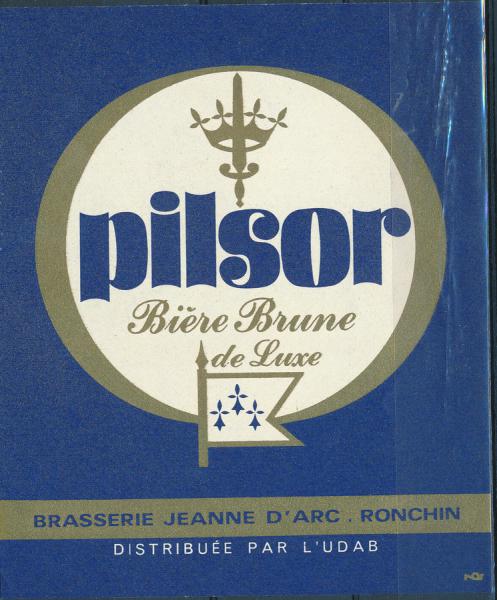 pilsor
Bière Brune
de Luxe
BRASSERIE JEANNE D'ARC . RONCHIN
DISTRIBUÉE PAR L'UDAB